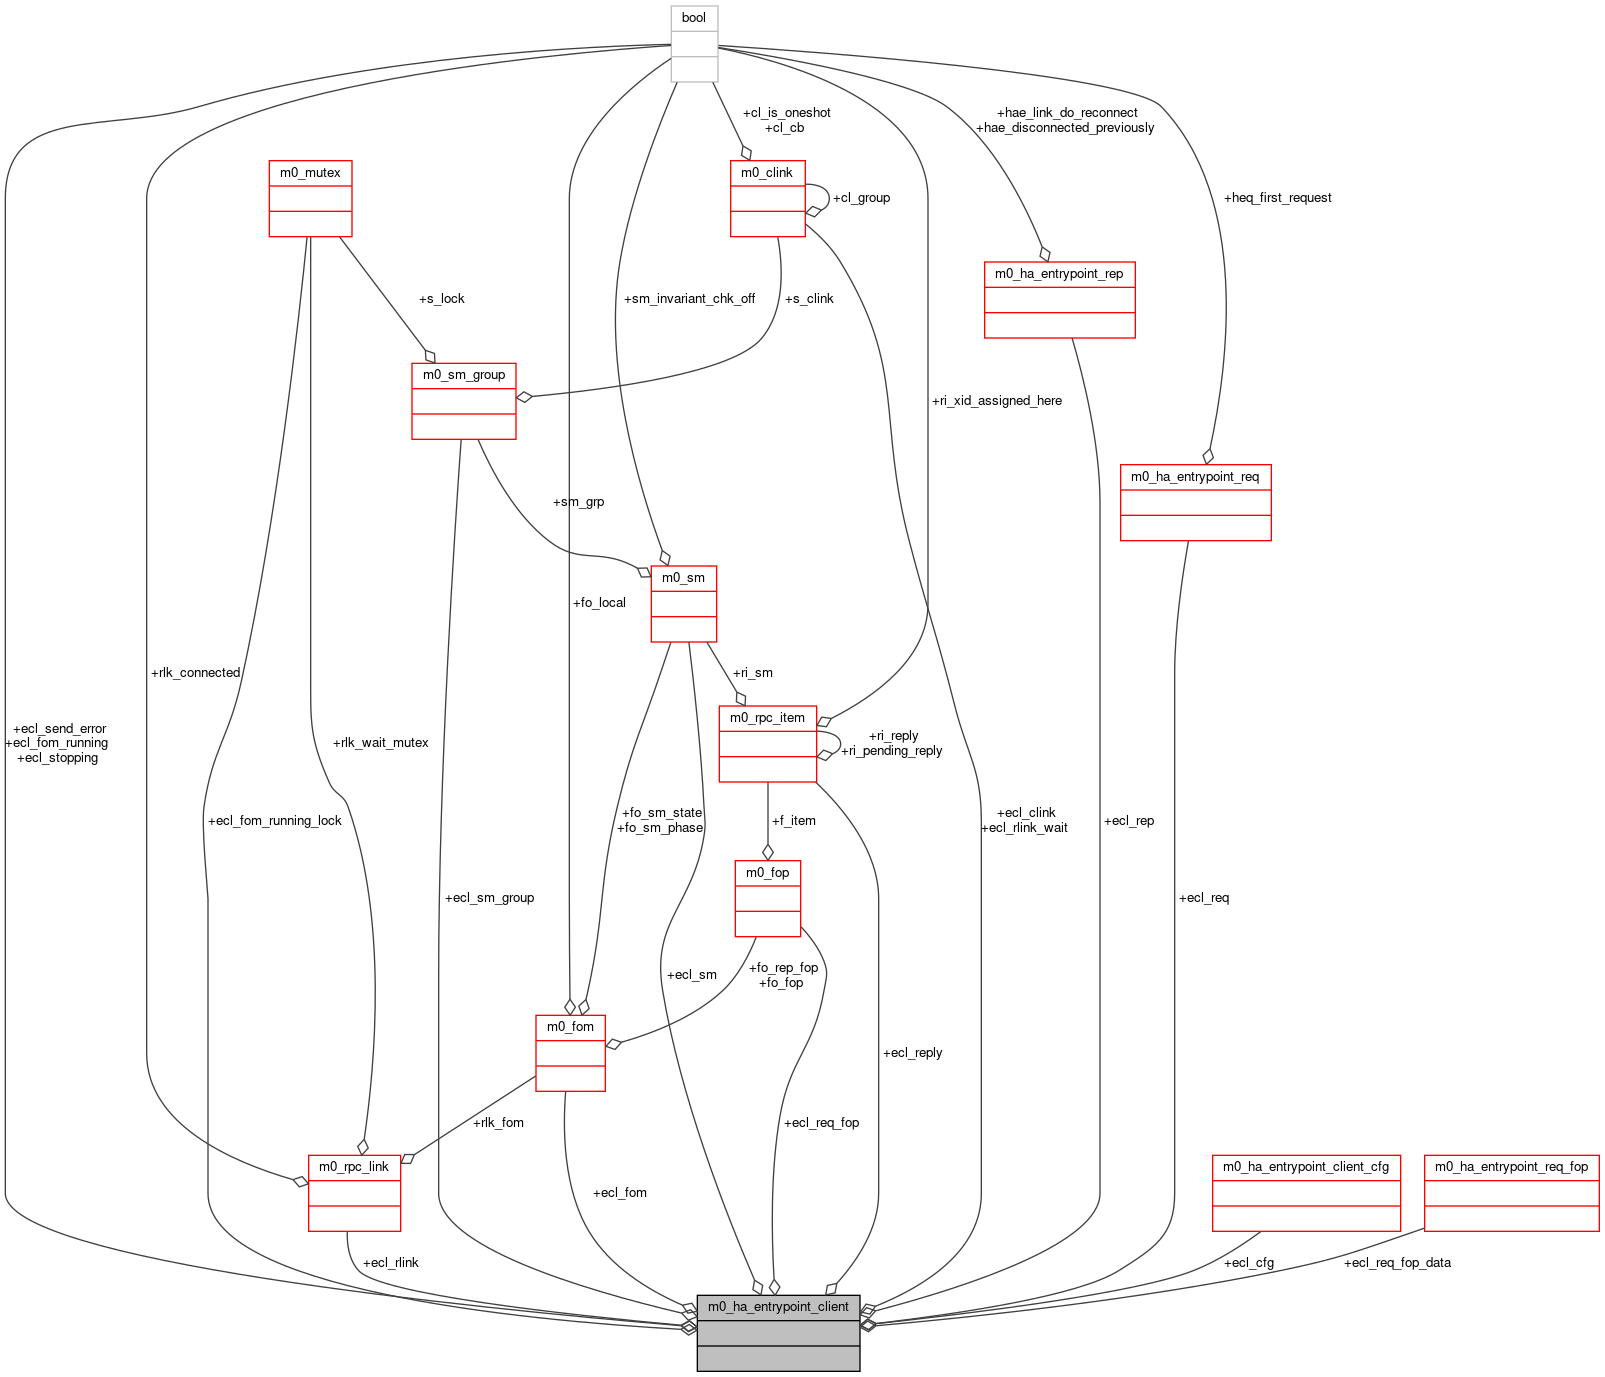 bool
+cl_is_oneshot
+cl_cb
+hae_link_do_reconnect
+hae_disconnected_previously
m0_mutex
m0_clink
+cl_group
+heq_first_request
m0_ha_entrypoint_rep
+s_lock
+sm_invariant_chk_off
+s_clink
m0_sm_group
+ri_xid_assigned_here
m0_ha_entrypoint_req
+sm_grp
m0_sm
+fo_local
+rlk_connected
+ri_sm
m0_rpc_item
+ecl_send_error
+ecl_fom_running
+ecl_stopping
+rlk_wait_mutex
+ri_reply
+ri_pending_reply
+ecl_fom_running_lock
+fo_sm_state
+fo_sm_phase
+f_item
+ecl_clink
+ecl_rlink_wait
+ecl_rep
m0_fop
+ecl_sm_group
+ecl_req
+ecl_sm
+fo_rep_fop
+fo_fop
m0_fom
+ecl_reply
+rlk_fom
+ecl_req_fop
m0_rpc_link
m0_ha_entrypoint_client_cfg
m0_ha_entrypoint_req_fop
+ecl_fom
+ecl_rlink
+ecl_cfg
+ecl_req_fop_data
m0_ha_entrypoint_client